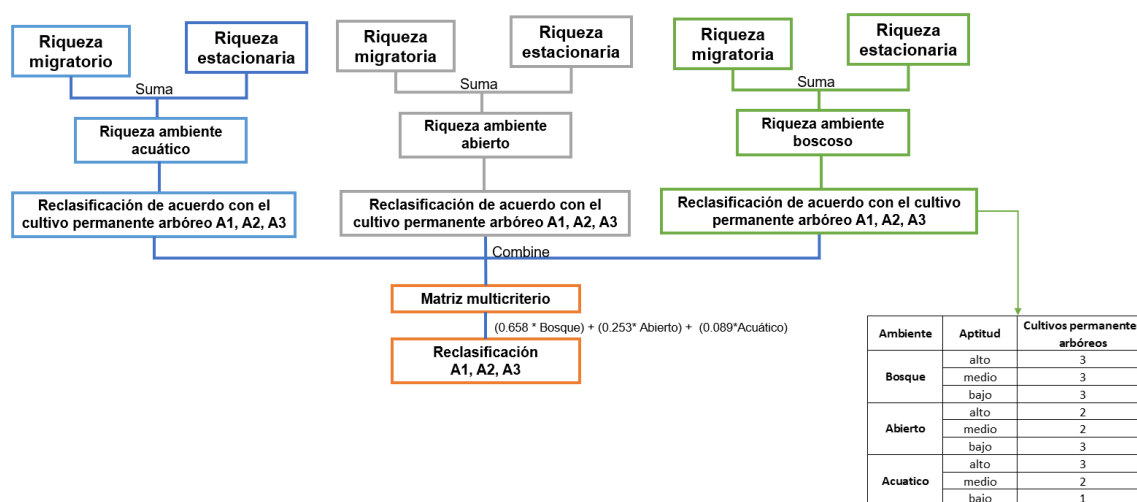 Riqueza
migratorio
Riqueza
estacionaria
Riqueza
migratoria
Riqueza
estacionaria
Riqueza
migratoria
Riqueza
estacionaria
Suma
Suma
Suma
Riqueza ambiente
acuático
Riqueza ambiente
abierto
Riqueza ambiente
boscoso
Reclasificación de acuerdo con el
cultivo permanente arbóreo A1, A2, A3
Reclasificación de acuerdo con el
cultivo permanente arbóreo A1, A2, A3
Reclasificación de acuerdo con el cultivo
permanente arbóreo A1, A2, A3
Combine
Matriz multicriterio
(0.658 * Bosque) + (0.253* Abierto) + (0.089*Acuático)
Reclasificación
A1, A2, A3
Ambiente Aptitud Cultivos permanente
arbóreos
Bosque
alto 3
medio 3
bajo 3
Abierto
alto 2
medio 2
bajo 3
Acuatico
alto 3
medio 2
bajo 1